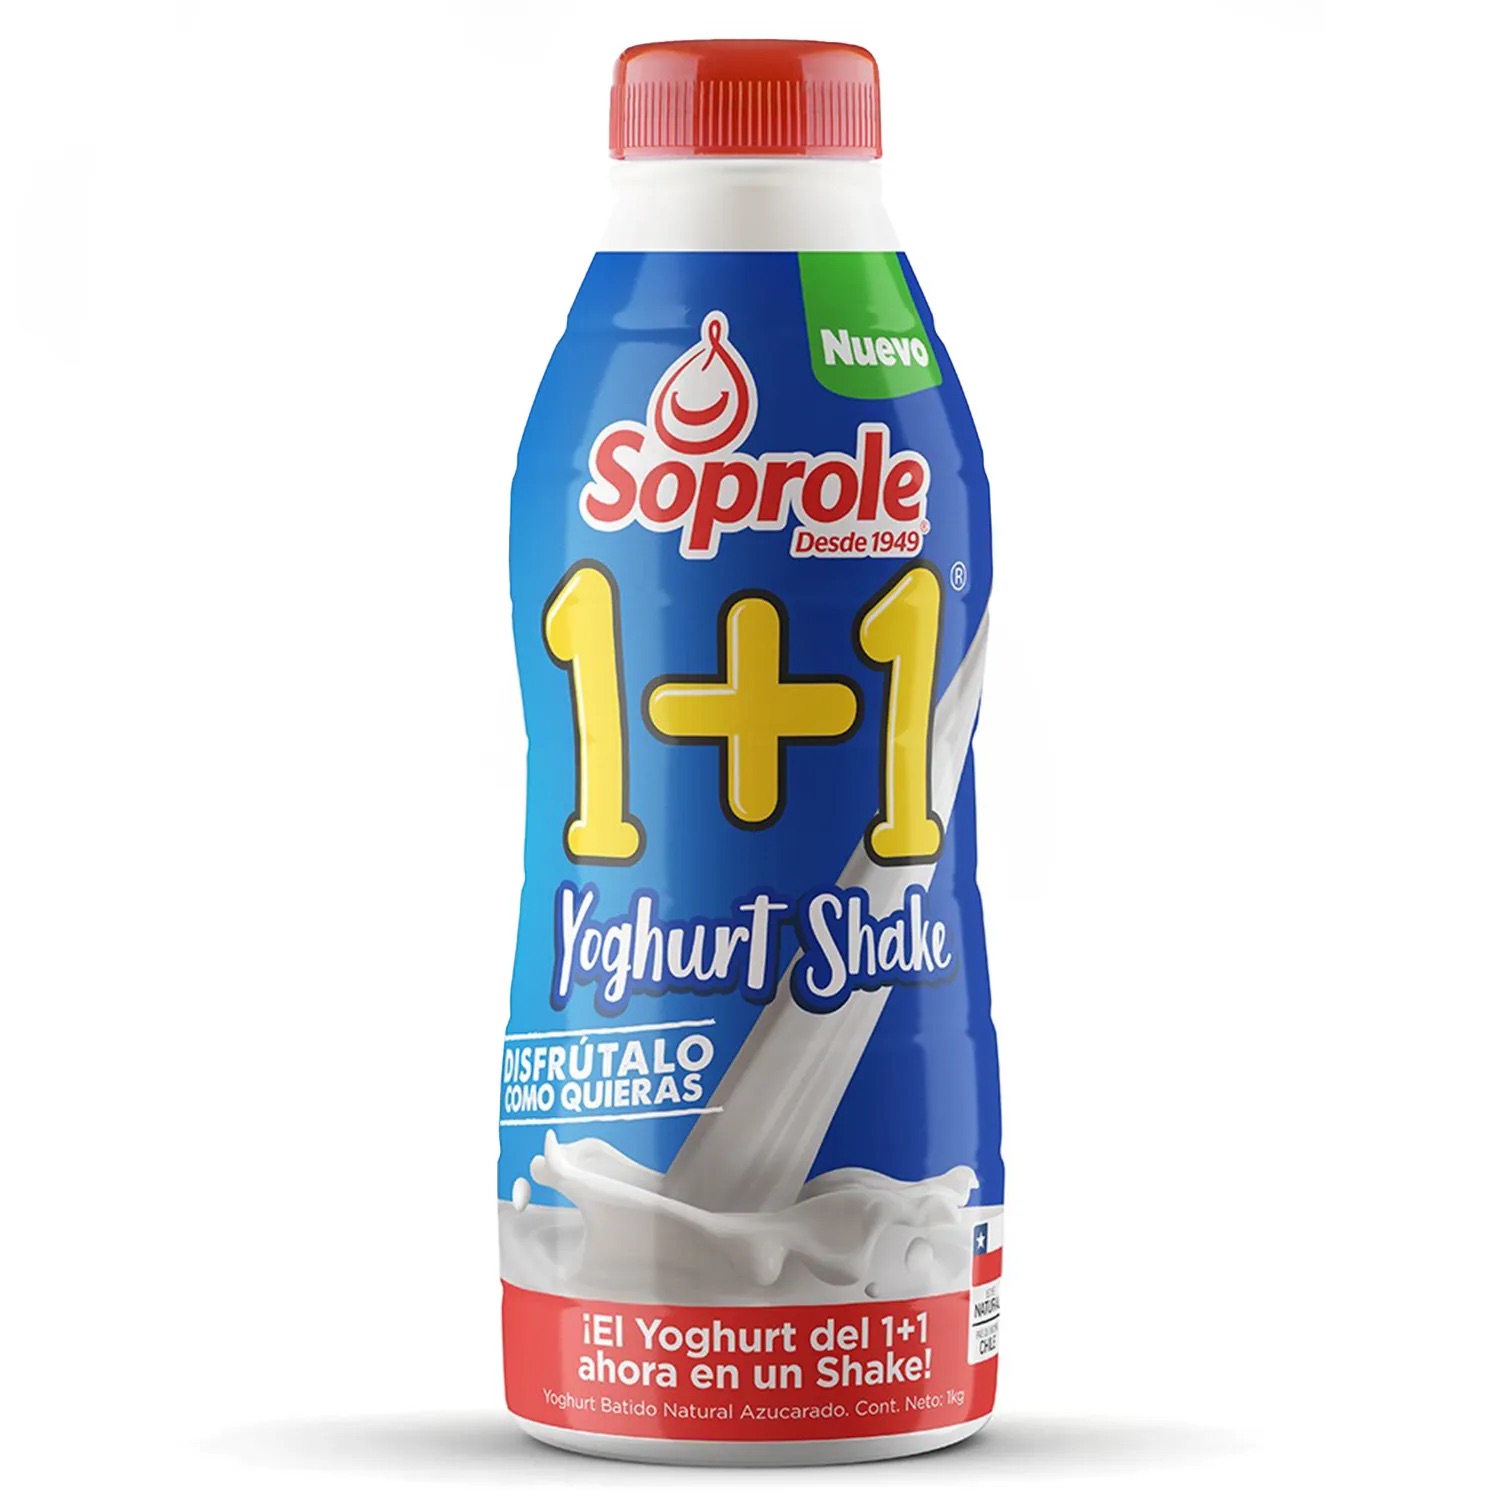 Nuevo
Soprole®
Desde 1949
1+1®
Yoghurt Shake
DISFRÚTALO
COMO QUIERAS
¡El Yoghurt del 1+1
ahora en un Shake!
Yoghurt Batido Natural Azucarado. Cont. Neto: 1kg
NATURAL
CHILE